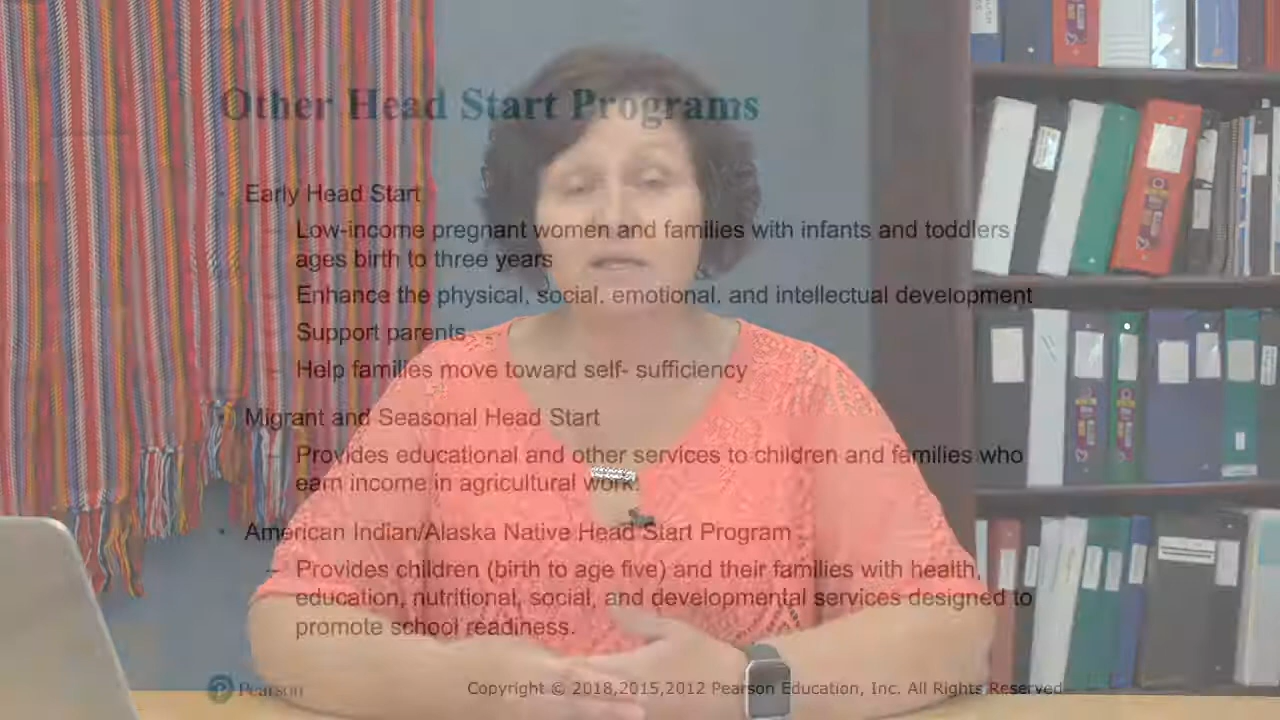 Other Head Start Programs
Early Head Start
Low-income pregnant women and families with infants and toddlers
ages birth to three years
Enhance the physical, social, emotional, and intellectual development
Support parents
Help families move toward self- sufficiency
Migrant and Seasonal Head Start
Provides educational and other services to children and families who
earn income in agricultural work.
American Indian/Alaska Native Head Start Program
– Provides children (birth to age five) and their families with health,
education, nutritional, social, and developmental services designed to
promote school readiness.
Pearson
Copyright © 2018,2015,2012 Pearson Education, Inc. All Rights Reserved